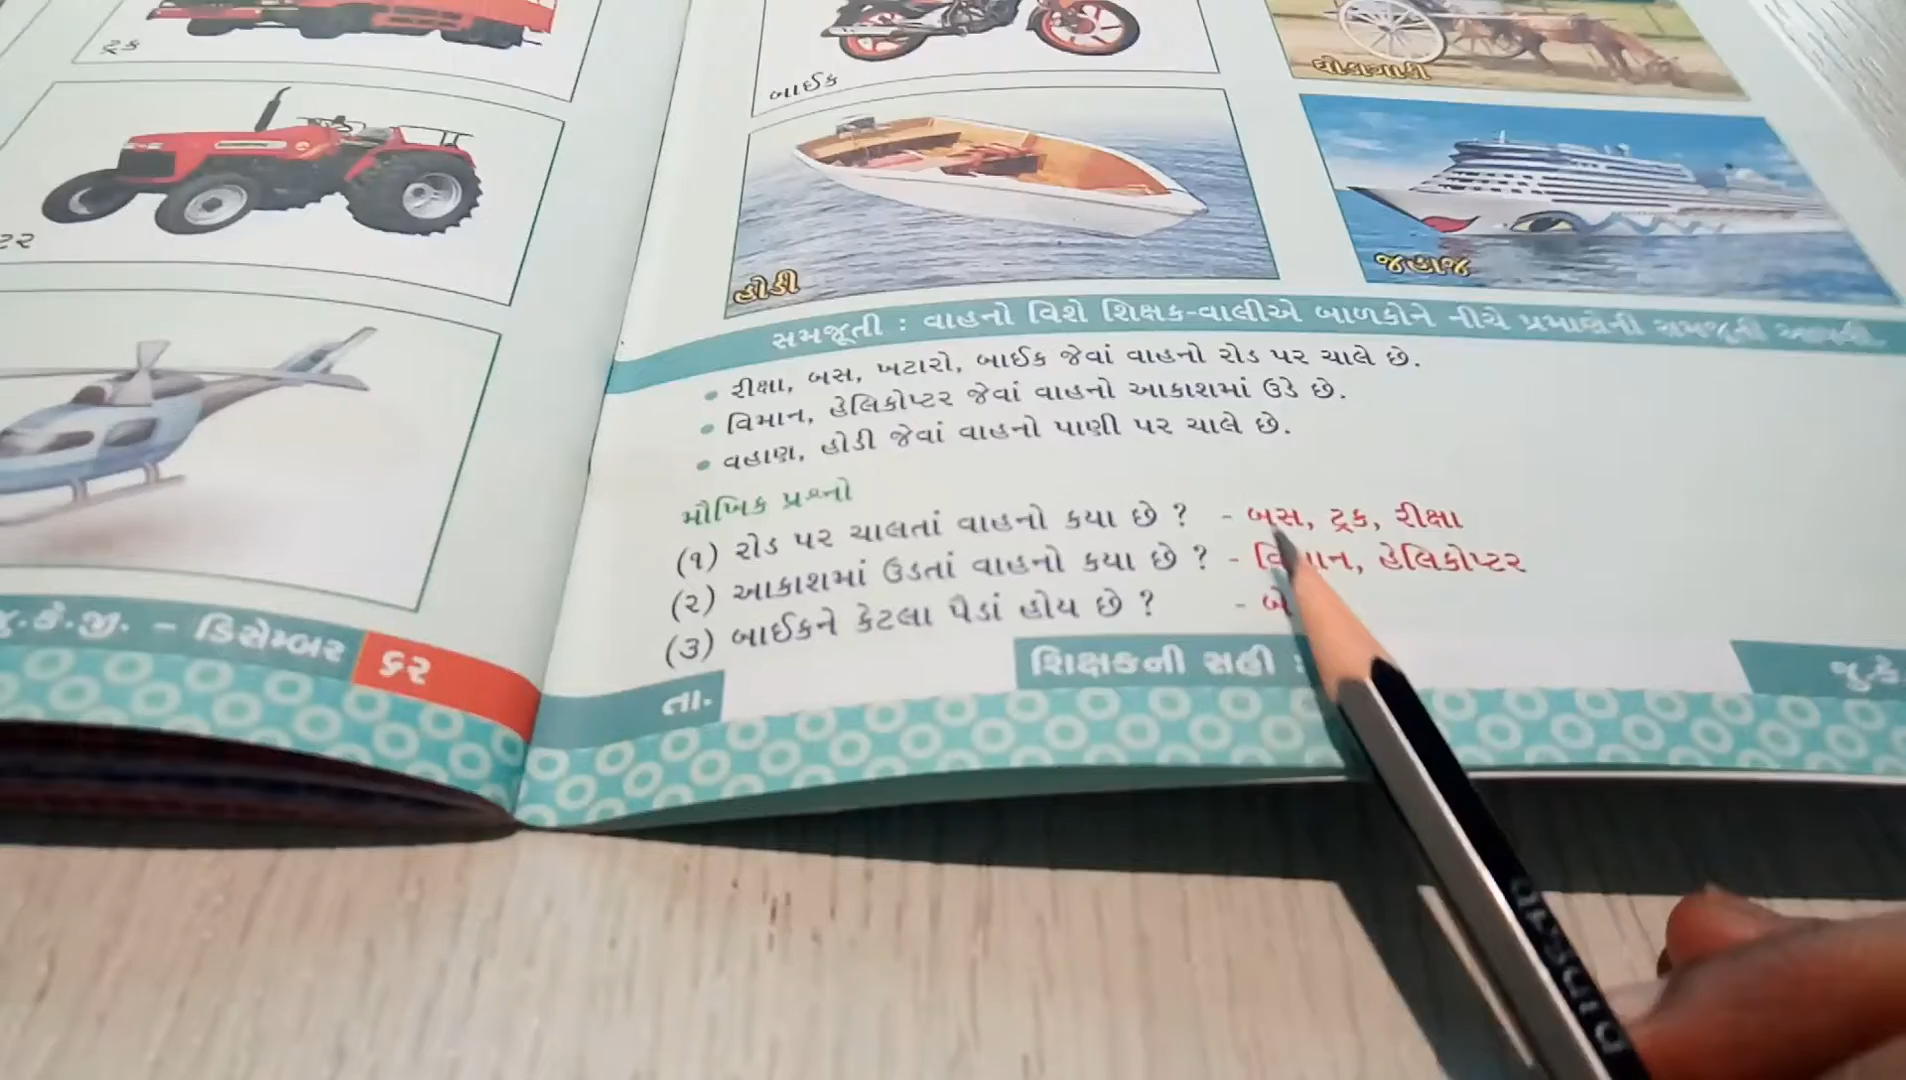 ટ્રક
બાઈક
ઘોડાગાડી
ટર
હોડી
જહાજ
સમજૂતી : વાહનો વિશે શિક્ષક-વાલીએ બાળકોને નીચે પ્રમાણેની સમજૂતી આપવી.
• રીક્ષા, બસ, ખટારો, બાઈક જેવાં વાહનો રોડ પર ચાલે છે.
• વિમાન, હેલિકોપ્ટર જેવાં વાહનો આકાશમાં ઉડે છે.
• વહાણ, હોડી જેવાં વાહનો પાણી પર ચાલે છે.
મૌખિક પ્રશ્નો
(૧) રોડ પર ચાલતાં વાહનો કયા છે ? - બસ, ટ્રક, રીક્ષા
(૨) આકાશમાં ઉડતાં વાહનો કયા છે ? - વિમાન, હેલિકોપ્ટર
(૩) બાઈકને કેટલા પૈડાં હોય છે ? - બે
જુ.કે.જી. - ડિસેમ્બર ૬૨
તા. શિક્ષકની સહી :
જુ.કે.